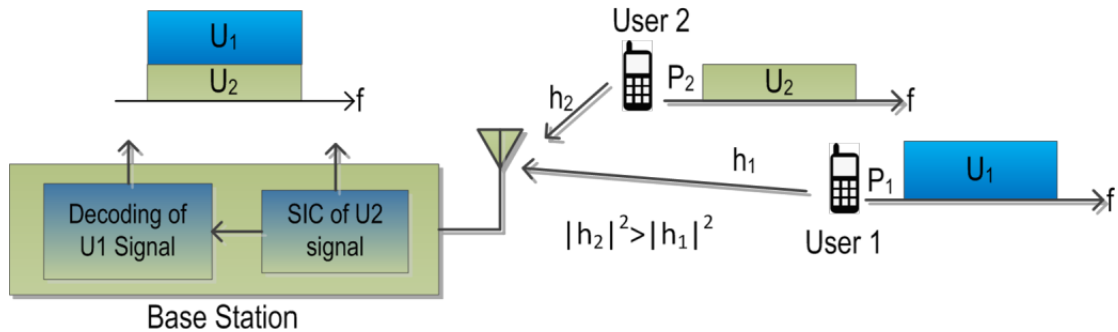 U₁
U₂
f
User 2
P₂
U₂
f
h₂
h₁
P₁
U₁
f
User 1
|h₂|²>|h₁|²
Decoding of
U1 Signal
SIC of U2
signal
Base Station